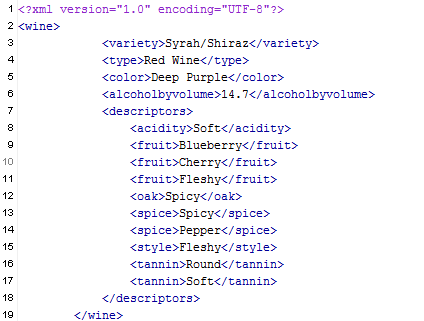 1 <?xml version="1.0" encoding="UTF-8"?>
2 <wine>
3 <variety>Syrah/Shiraz</variety>
4 <type>Red Wine</type>
5 <color>Deep Purple</color>
6 <alcoholbyvolume>14.7</alcoholbyvolume>
7 <descriptors>
8 <acidity>Soft</acidity>
9 <fruit>Blueberry</fruit>
10 <fruit>Cherry</fruit>
11 <fruit>Fleshy</fruit>
12 <oak>Spicy</oak>
13 <spice>Spicy</spice>
14 <spice>Pepper</spice>
15 <style>Fleshy</style>
16 <tannin>Round</tannin>
17 <tannin>Soft</tannin>
18 </descriptors>
19 </wine>